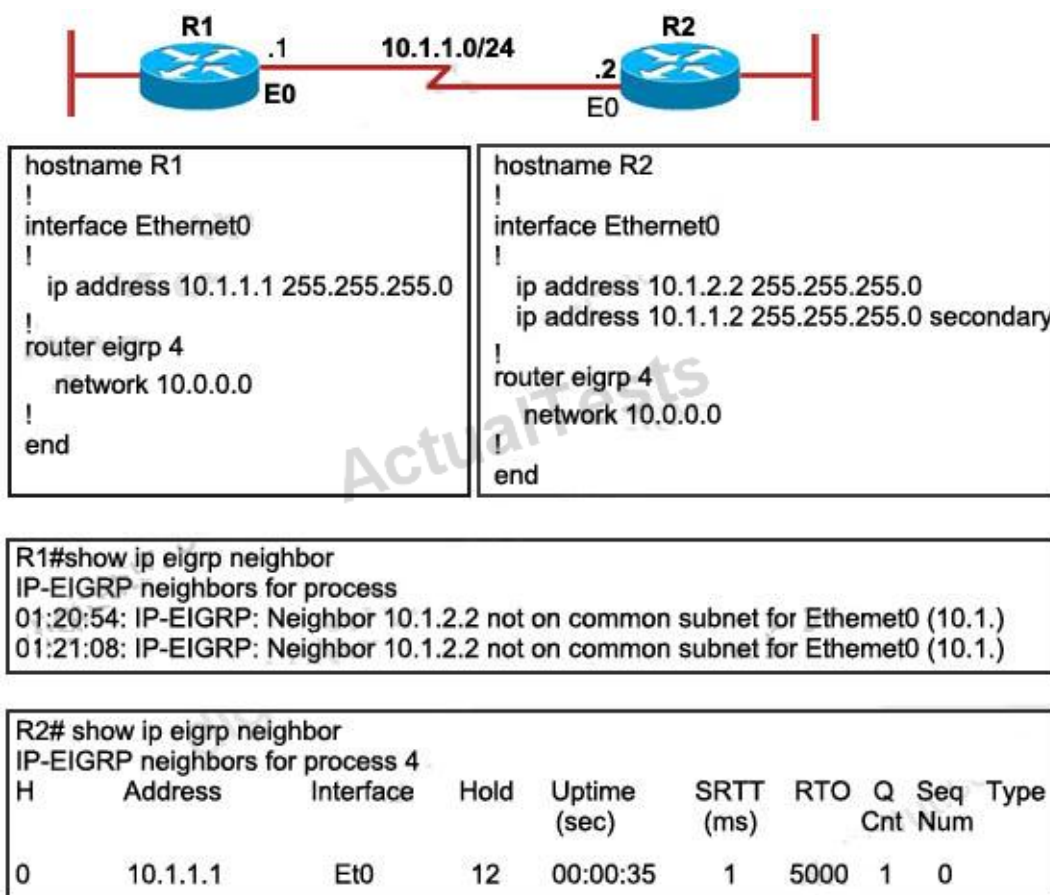 R1
R2
.1
10.1.1.0/24
.2
E0
E0
hostname R1
!
interface Ethernet0
!
ip address 10.1.1.1 255.255.255.0
!
router eigrp 4
network 10.0.0.0
!
end
hostname R2
!
interface Ethernet0
!
ip address 10.1.2.2 255.255.255.0
ip address 10.1.1.2 255.255.255.0 secondary
!
router eigrp 4
network 10.0.0.0
!
end
ActualTests
R1#show ip eigrp neighbor
IP-EIGRP neighbors for process
01:20:54: IP-EIGRP: Neighbor 10.1.2.2 not on common subnet for Ethernet0 (10.1.)
01:21:08: IP-EIGRP: Neighbor 10.1.2.2 not on common subnet for Ethernet0 (10.1.)
R2# show ip eigrp neighbor
IP-EIGRP neighbors for process 4
H Address Interface Hold Uptime SRTT RTO Q Seq Type
(sec) (ms) Cnt Num
0 10.1.1.1 Et0 12 00:00:35 1 5000 1 0